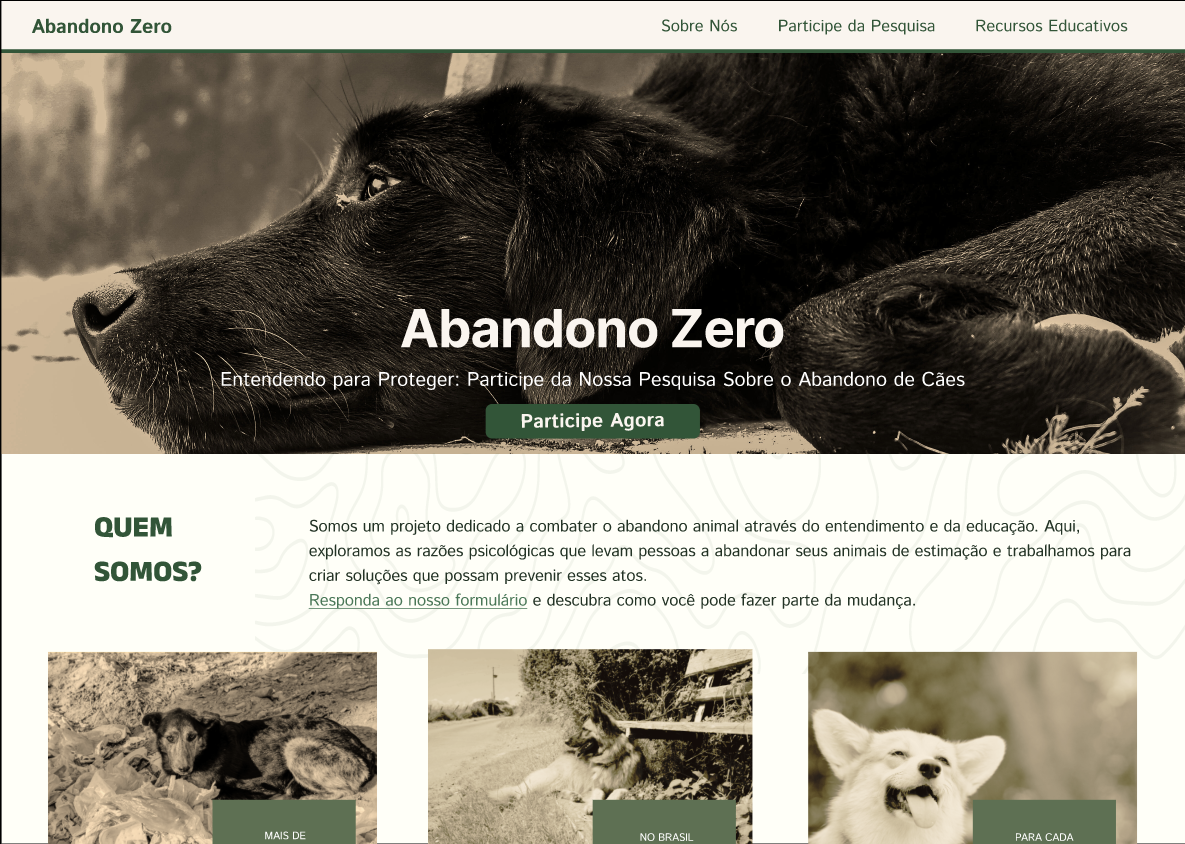 Abandono Zero
Sobre Nós
Participe da Pesquisa
Recursos Educativos
Abandono Zero
Entendendo para Proteger: Participe da Nossa Pesquisa Sobre o Abandono de Cães
Participe Agora
QUEM
SOMOS?
Somos um projeto dedicado a combater o abandono animal através do entendimento e da educação. Aqui,
exploramos as razões psicológicas que levam pessoas a abandonar seus animais de estimação e trabalhamos para
criar soluções que possam prevenir esses atos.
Responda ao nosso formulário e descubra como você pode fazer parte da mudança.
MAIS DE
NO BRASIL
PARA CADA